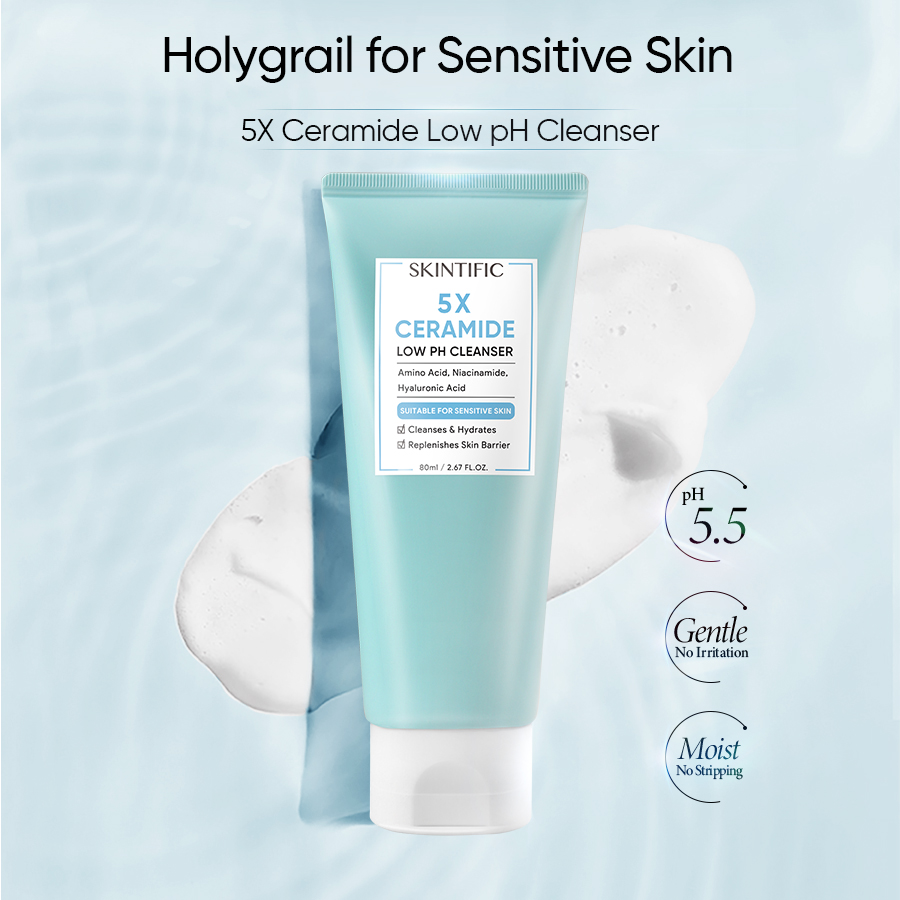 Holygrail for Sensitive Skin
5X Ceramide Low pH Cleanser
SKINTIFIC
5X
CERAMIDE
LOW PH CLEANSER
Amino Acid, Niacinamide,
Hyaluronic Acid
SUITABLE FOR SENSITIVE SKIN
Cleanses & Hydrates
Replenishes Skin Barrier
80ml / 2.67 FL.OZ.
pH
5.5
Gentle
No Irritation
Moist
No Stripping